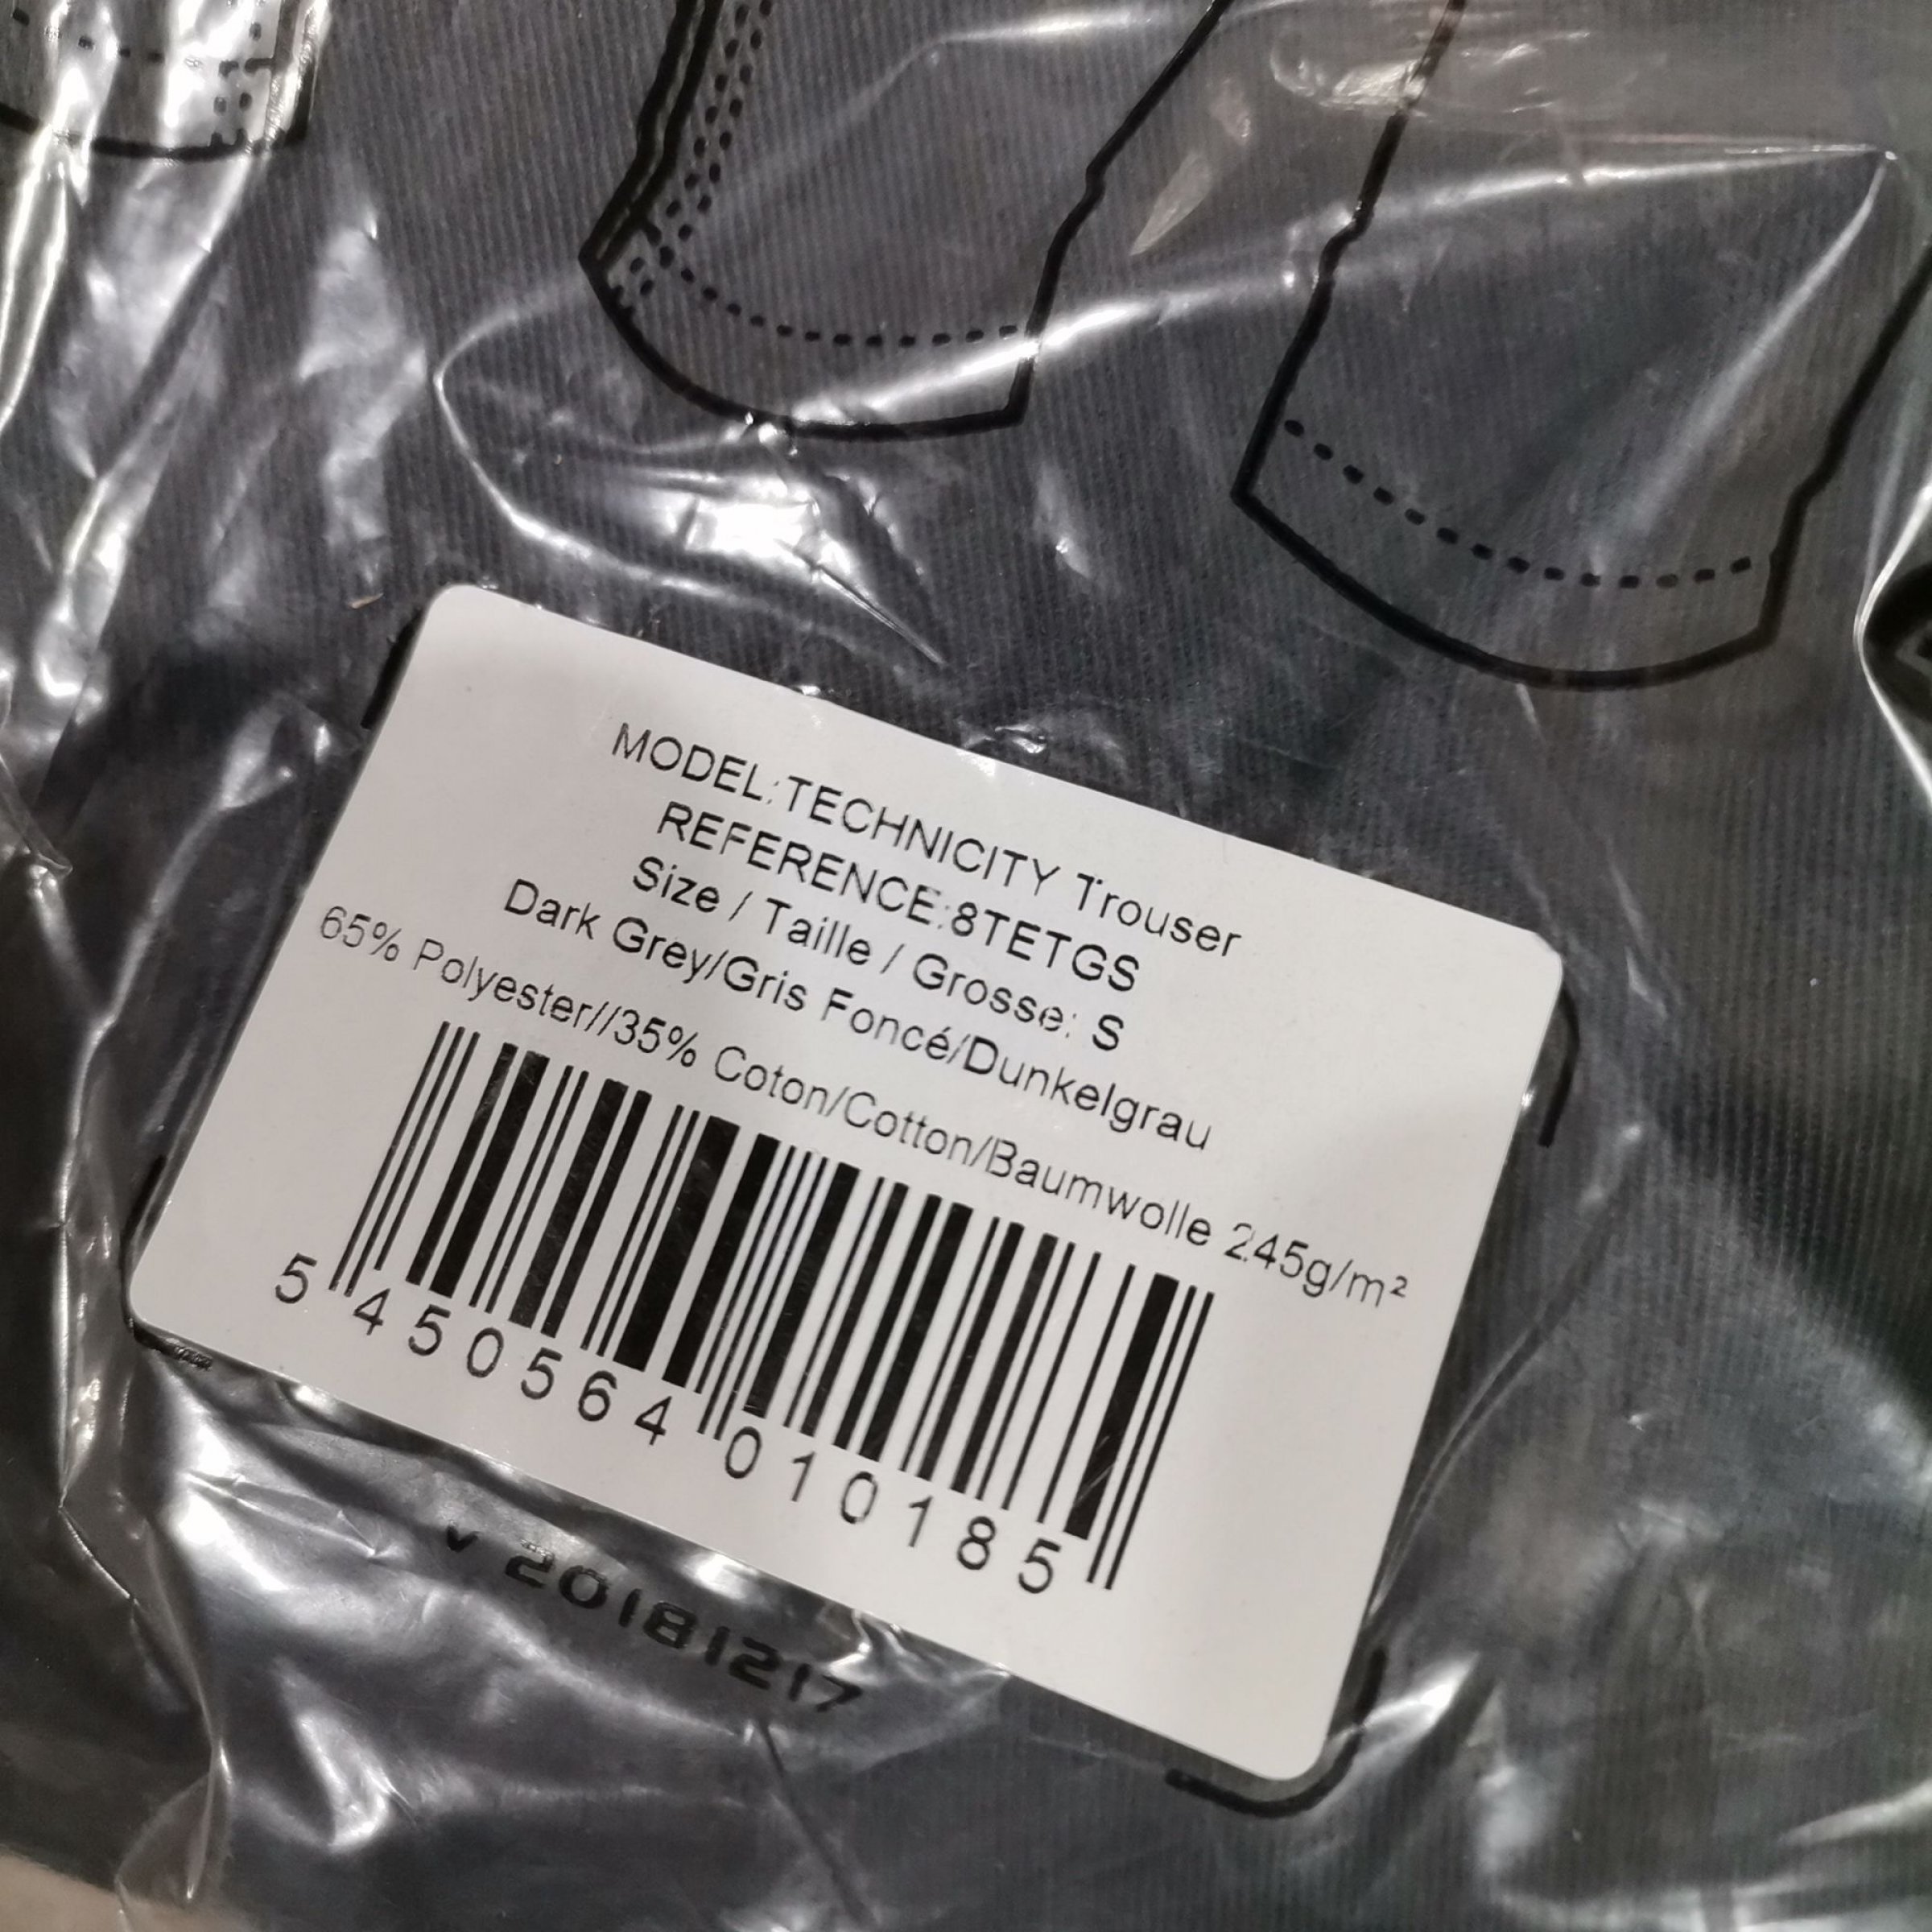 MODEL:TECHNICITY Trouser
REFERENCE:8TETGS
Size / Taille / Grosse: S
Dark Grey/Gris Foncé/Dunkelgrau
65% Polyester//35% Coton/Cotton/Baumwolle 245g/m²
5 450564 010185
v 20181217